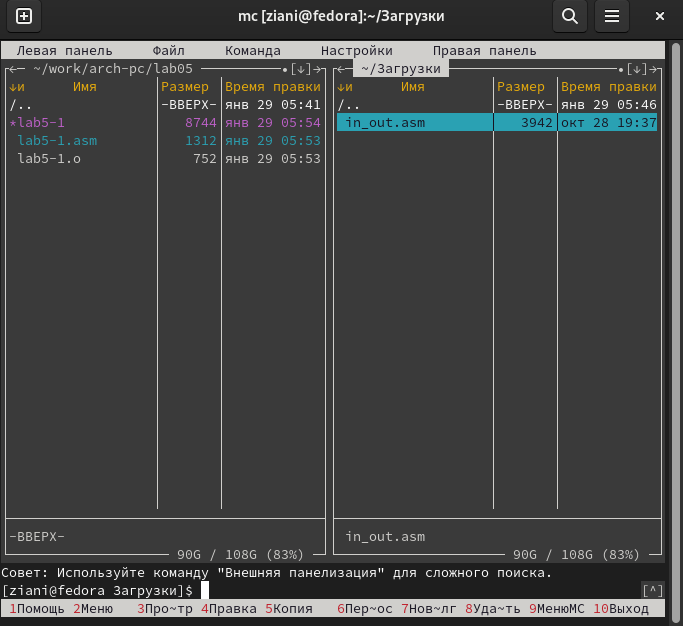 mc [ziani@fedora]:~/Загрузки
Левая панель Файл Команда Настройки Правая панель
~/work/arch-pc/lab05 •[↓] ~/Загрузки •[↓]
↓и Имя Размер Время правки ↓и Имя Размер Время правки
/.. -ВВЕРХ- янв 29 05:41 /.. -ВВЕРХ- янв 29 05:46
*lab5-1 8744 янв 29 05:54 in_out.asm 3942 окт 28 19:37
lab5-1.asm 1312 янв 29 05:53
lab5-1.o 752 янв 29 05:53
-ВВЕРХ- in_out.asm
90G / 108G (83%) 90G / 108G (83%)
Совет: Используйте команду "Внешняя панелизация" для сложного поиска.
[ziani@fedora Загрузки]$ [^]
1Помощь 2Меню 3Про~тр 4Правка 5Копия 6Пер~ос 7Нов~лг 8Уда~ть 9МенюMC 10Выход